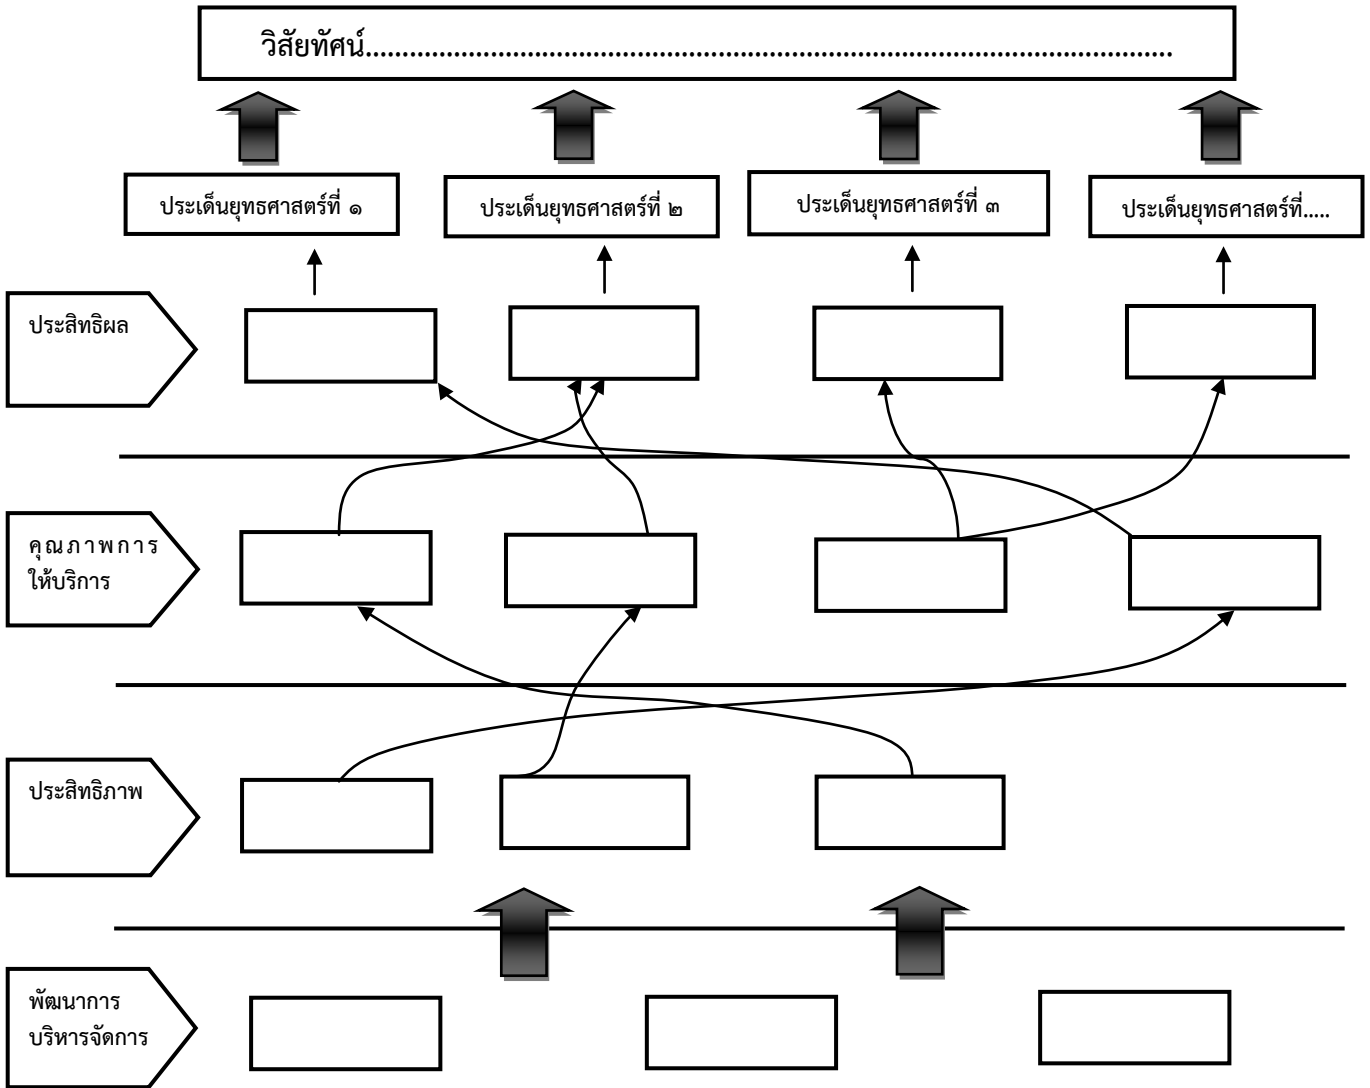 วิสัยทัศน์..............................................................................................................
ประเด็นยุทธศาสตร์ที่ ๑
ประเด็นยุทธศาสตร์ที่ ๒
ประเด็นยุทธศาสตร์ที่ ๓
ประเด็นยุทธศาสตร์ที่.....
ประสิทธิผล
คุณภาพการ
ให้บริการ
ประสิทธิภาพ
พัฒนาการ
บริหารจัดการ